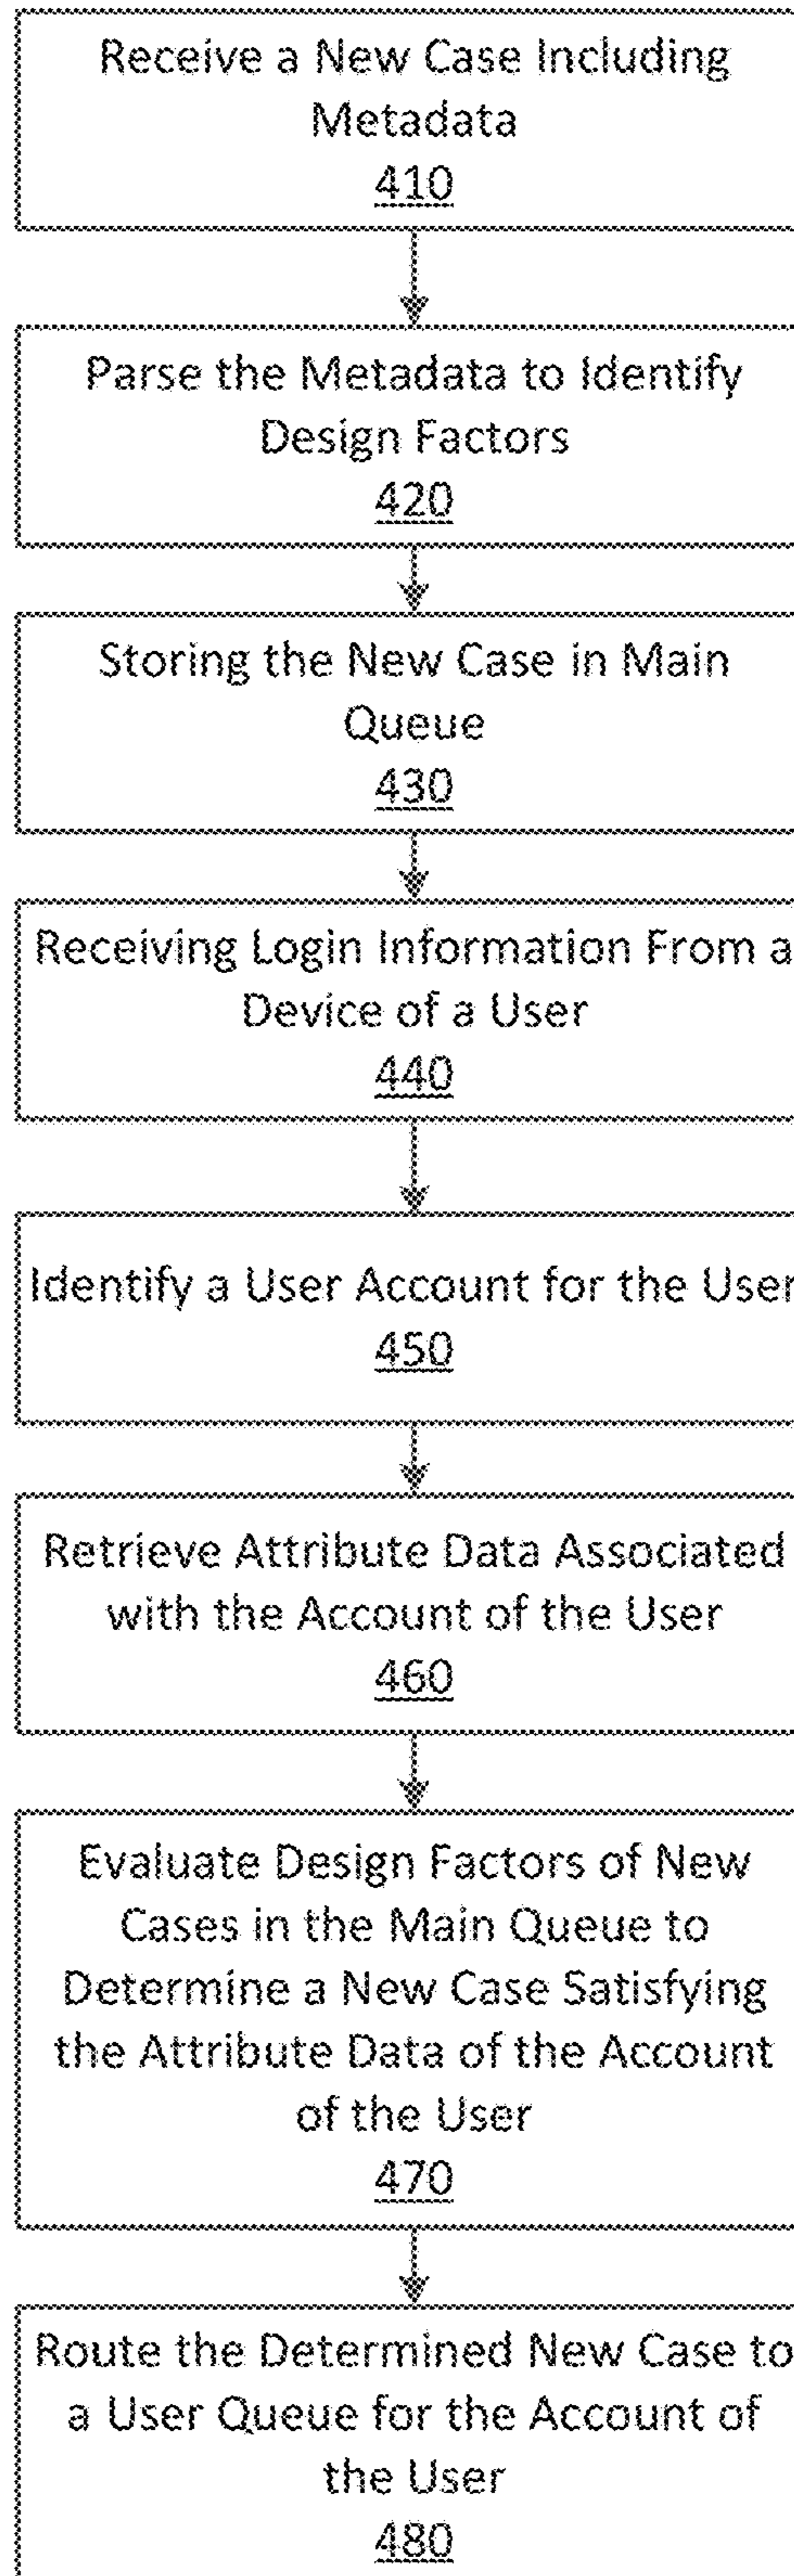 Receive a New Case Including
Metadata
410
Parse the Metadata to Identify
Design Factors
420
Storing the New Case in Main
Queue
430
Receiving Login Information From a
Device of a User
440
Identify a User Account for the User
450
Retrieve Attribute Data Associated
with the Account of the User
460
Evaluate Design Factors of New
Cases in the Main Queue to
Determine a New Case Satisfying
the Attribute Data of the Account
of the User
470
Route the Determined New Case to
a User Queue for the Account of
the User
480